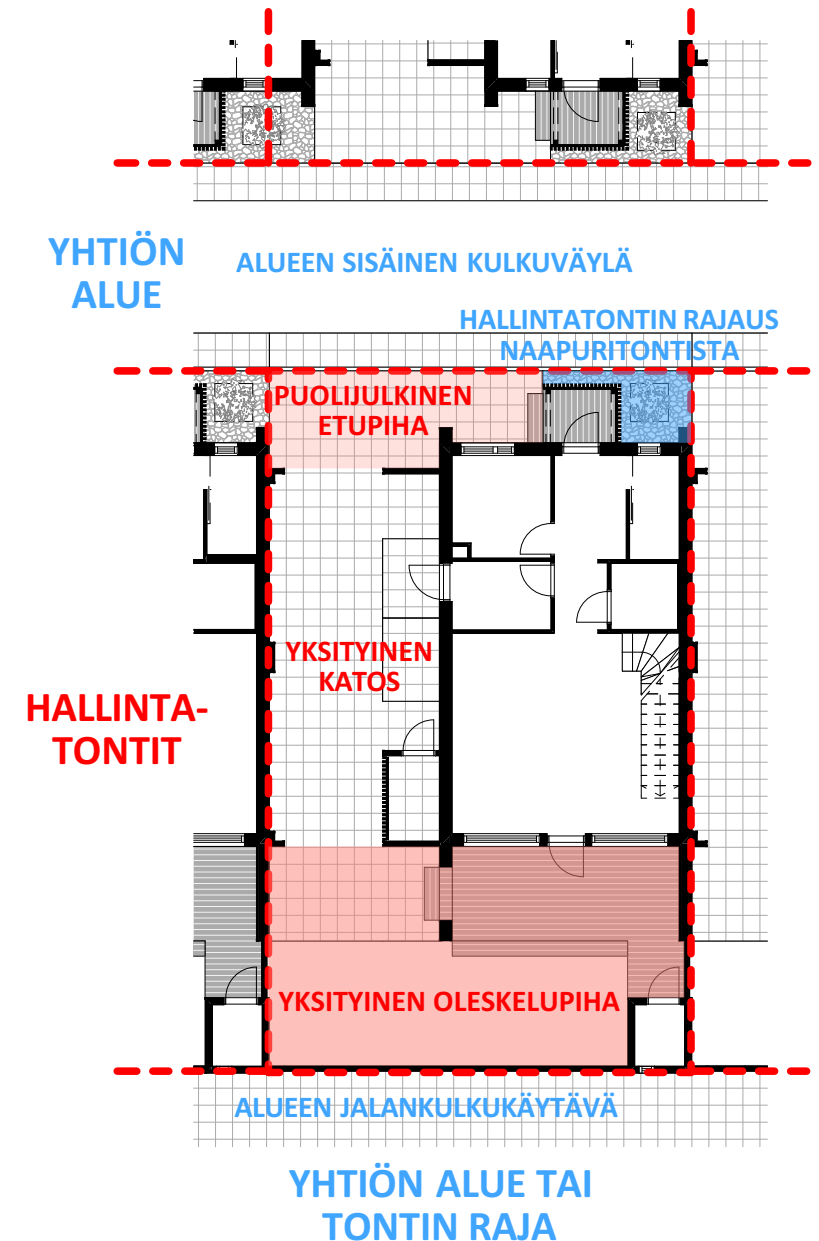 YHTIÖN
ALUE
ALUEEN SISÄINEN KULKUVÄYLÄ
HALLINTATONTIN RAJAUS
NAAPURITONTISTA
PUOLIJULKINEN
ETUPIHA
YKSITYINEN
KATOS
HALLINTA-
TONTIT
YKSITYINEN OLESKELUPIHA
ALUEEN JALANKULKUKÄYTÄVÄ
YHTIÖN ALUE TAI
TONTIN RAJA